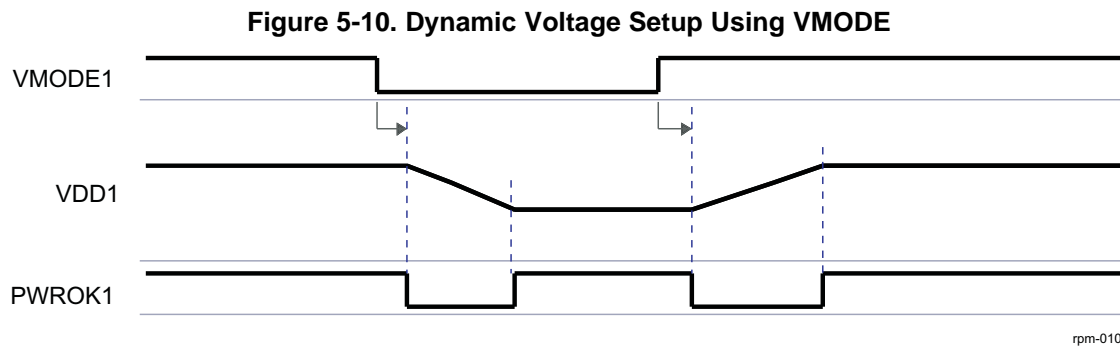 Figure 5-10. Dynamic Voltage Setup Using VMODE
VMODE1
VDD1
PWROK1
rpm-010